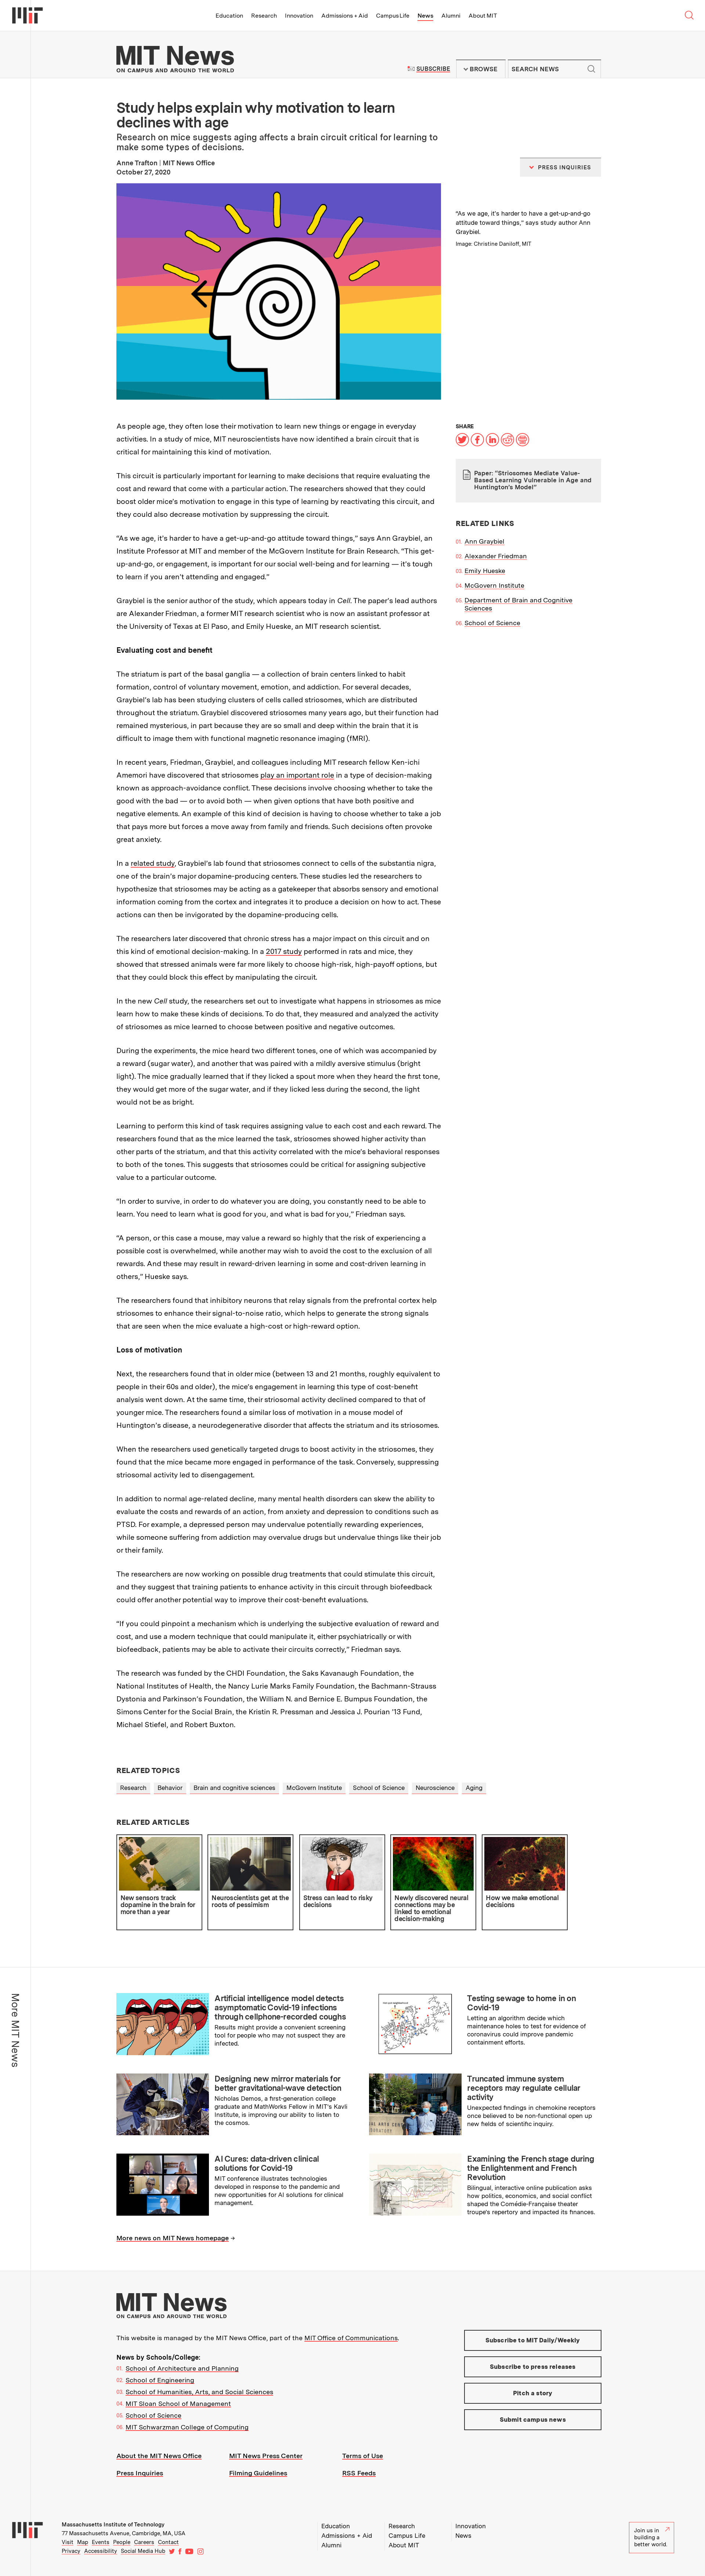 Education Research Innovation Admissions + Aid Campus Life News Alumni About MIT
MIT News
ON CAMPUS AND AROUND THE WORLD
SUBSCRIBE
BROWSE
SEARCH NEWS
Study helps explain why motivation to learn
declines with age
Research on mice suggests aging affects a brain circuit critical for learning to
make some types of decisions.
Anne Trafton | MIT News Office
October 27, 2020
PRESS INQUIRIES
"As we age, it's harder to have a get-up-and-go
attitude toward things," says study author Ann
Graybiel.
Image: Christine Daniloff, MIT
As people age, they often lose their motivation to learn new things or engage in everyday
activities. In a study of mice, MIT neuroscientists have now identified a brain circuit that is
critical for maintaining this kind of motivation.
This circuit is particularly important for learning to make decisions that require evaluating the
cost and reward that come with a particular action. The researchers showed that they could
boost older mice's motivation to engage in this type of learning by reactivating this circuit, and
they could also decrease motivation by suppressing the circuit.
"As we age, it's harder to have a get-up-and-go attitude toward things," says Ann Graybiel, an
Institute Professor at MIT and member of the McGovern Institute for Brain Research. "This get-
up-and-go, or engagement, is important for our social well-being and for learning — it's tough
to learn if you aren't attending and engaged."
Graybiel is the senior author of the study, which appears today in Cell. The paper's lead authors
are Alexander Friedman, a former MIT research scientist who is now an assistant professor at
the University of Texas at El Paso, and Emily Hueske, an MIT research scientist.
Evaluating cost and benefit
The striatum is part of the basal ganglia — a collection of brain centers linked to habit
formation, control of voluntary movement, emotion, and addiction. For several decades,
Graybiel's lab has been studying clusters of cells called striosomes, which are distributed
throughout the striatum. Graybiel discovered striosomes many years ago, but their function had
remained mysterious, in part because they are so small and deep within the brain that it is
difficult to image them with functional magnetic resonance imaging (fMRI).
In recent years, Friedman, Graybiel, and colleagues including MIT research fellow Ken-ichi
Amemori have discovered that striosomes play an important role in a type of decision-making
known as approach-avoidance conflict. These decisions involve choosing whether to take the
good with the bad — or to avoid both — when given options that have both positive and
negative elements. An example of this kind of decision is having to choose whether to take a job
that pays more but forces a move away from family and friends. Such decisions often provoke
great anxiety.
In a related study, Graybiel's lab found that striosomes connect to cells of the substantia nigra,
one of the brain's major dopamine-producing centers. These studies led the researchers to
hypothesize that striosomes may be acting as a gatekeeper that absorbs sensory and emotional
information coming from the cortex and integrates it to produce a decision on how to act. These
actions can then be invigorated by the dopamine-producing cells.
The researchers later discovered that chronic stress has a major impact on this circuit and on
this kind of emotional decision-making. In a 2017 study performed in rats and mice, they
showed that stressed animals were far more likely to choose high-risk, high-payoff options, but
that they could block this effect by manipulating the circuit.
In the new Cell study, the researchers set out to investigate what happens in striosomes as mice
learn how to make these kinds of decisions. To do that, they measured and analyzed the activity
of striosomes as mice learned to choose between positive and negative outcomes.
During the experiments, the mice heard two different tones, one of which was accompanied by
a reward (sugar water), and another that was paired with a mildly aversive stimulus (bright
light). The mice gradually learned that if they licked a spout more when they heard the first tone,
they would get more of the sugar water, and if they licked less during the second, the light
would not be as bright.
Learning to perform this kind of task requires assigning value to each cost and each reward. The
researchers found that as the mice learned the task, striosomes showed higher activity than
other parts of the striatum, and that this activity correlated with the mice's behavioral responses
to both of the tones. This suggests that striosomes could be critical for assigning subjective
value to a particular outcome.
"In order to survive, in order to do whatever you are doing, you constantly need to be able to
learn. You need to learn what is good for you, and what is bad for you," Friedman says.
"A person, or this case a mouse, may value a reward so highly that the risk of experiencing a
possible cost is overwhelmed, while another may wish to avoid the cost to the exclusion of all
rewards. And these may result in reward-driven learning in some and cost-driven learning in
others," Hueske says.
The researchers found that inhibitory neurons that relay signals from the prefrontal cortex help
striosomes to enhance their signal-to-noise ratio, which helps to generate the strong signals
that are seen when the mice evaluate a high-cost or high-reward option.
Loss of motivation
Next, the researchers found that in older mice (between 13 and 21 months, roughly equivalent to
people in their 60s and older), the mice's engagement in learning this type of cost-benefit
analysis went down. At the same time, their striosomal activity declined compared to that of
younger mice. The researchers found a similar loss of motivation in a mouse model of
Huntington's disease, a neurodegenerative disorder that affects the striatum and its striosomes.
When the researchers used genetically targeted drugs to boost activity in the striosomes, they
found that the mice became more engaged in performance of the task. Conversely, suppressing
striosomal activity led to disengagement.
In addition to normal age-related decline, many mental health disorders can skew the ability to
evaluate the costs and rewards of an action, from anxiety and depression to conditions such as
PTSD. For example, a depressed person may undervalue potentially rewarding experiences,
while someone suffering from addiction may overvalue drugs but undervalue things like their job
or their family.
The researchers are now working on possible drug treatments that could stimulate this circuit,
and they suggest that training patients to enhance activity in this circuit through biofeedback
could offer another potential way to improve their cost-benefit evaluations.
"If you could pinpoint a mechanism which is underlying the subjective evaluation of reward and
cost, and use a modern technique that could manipulate it, either psychiatrically or with
biofeedback, patients may be able to activate their circuits correctly," Friedman says.
The research was funded by the CHDI Foundation, the Saks Kavanaugh Foundation, the
National Institutes of Health, the Nancy Lurie Marks Family Foundation, the Bachmann-Strauss
Dystonia and Parkinson's Foundation, the William N. and Bernice E. Bumpus Foundation, the
Simons Center for the Social Brain, the Kristin R. Pressman and Jessica J. Pourian '13 Fund,
Michael Stiefel, and Robert Buxton.
SHARE
Paper: "Striosomes Mediate Value-
Based Learning Vulnerable in Age and
Huntington's Model"
RELATED LINKS
01. Ann Graybiel
02. Alexander Friedman
03. Emily Hueske
04. McGovern Institute
05. Department of Brain and Cognitive
Sciences
06. School of Science
RELATED TOPICS
Research Behavior Brain and cognitive sciences McGovern Institute School of Science Neuroscience Aging
RELATED ARTICLES
New sensors track
dopamine in the brain for
more than a year
Neuroscientists get at the
roots of pessimism
Stress can lead to risky
decisions
Newly discovered neural
connections may be
linked to emotional
decision-making
How we make emotional
decisions
More MIT News
Artificial intelligence model detects
asymptomatic Covid-19 infections
through cellphone-recorded coughs
Results might provide a convenient screening
tool for people who may not suspect they are
infected.
Testing sewage to home in on
Covid-19
Letting an algorithm decide which
maintenance holes to test for evidence of
coronavirus could improve pandemic
containment efforts.
Designing new mirror materials for
better gravitational-wave detection
Nicholas Demos, a first-generation college
graduate and MathWorks Fellow in MIT's Kavli
Institute, is improving our ability to listen to
the cosmos.
Truncated immune system
receptors may regulate cellular
activity
Unexpected findings in chemokine receptors
once believed to be non-functional open up
new fields of scientific inquiry.
AI Cures: data-driven clinical
solutions for Covid-19
MIT conference illustrates technologies
developed in response to the pandemic and
new opportunities for AI solutions for clinical
management.
Examining the French stage during
the Enlightenment and French
Revolution
Bilingual, interactive online publication asks
how politics, economics, and social conflict
shaped the Comédie-Française theater
troupe's repertory and impacted its finances.
More news on MIT News homepage →
MIT News
ON CAMPUS AND AROUND THE WORLD
This website is managed by the MIT News Office, part of the MIT Office of Communications.
News by Schools/College:
01. School of Architecture and Planning
02. School of Engineering
03. School of Humanities, Arts, and Social Sciences
04. MIT Sloan School of Management
05. School of Science
06. MIT Schwarzman College of Computing
Subscribe to MIT Daily/Weekly
Subscribe to press releases
Pitch a story
Submit campus news
About the MIT News Office MIT News Press Center Terms of Use
Press Inquiries Filming Guidelines RSS Feeds
Massachusetts Institute of Technology
77 Massachusetts Avenue, Cambridge, MA, USA
Visit Map Events People Careers Contact
Privacy Accessibility Social Media Hub
Education Research Innovation
Admissions + Aid Campus Life News
Alumni About MIT
Join us in
building a
better world.